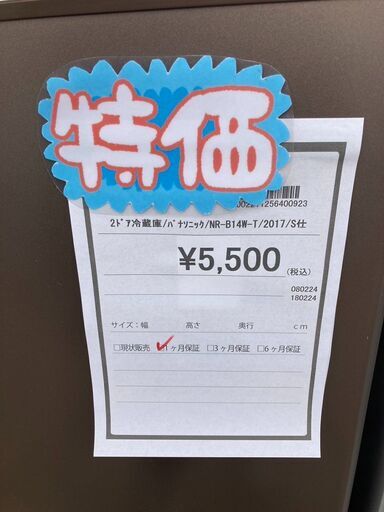 特価
2ドア冷蔵庫/パナソニック/NR-B14W-T/2017/S仕
¥5,500(税込)
080224
180224
サイズ:幅 高さ 奥行 cm
□現状販売 ✓1ヶ月保証 □3ヶ月保証 □6ヶ月保証